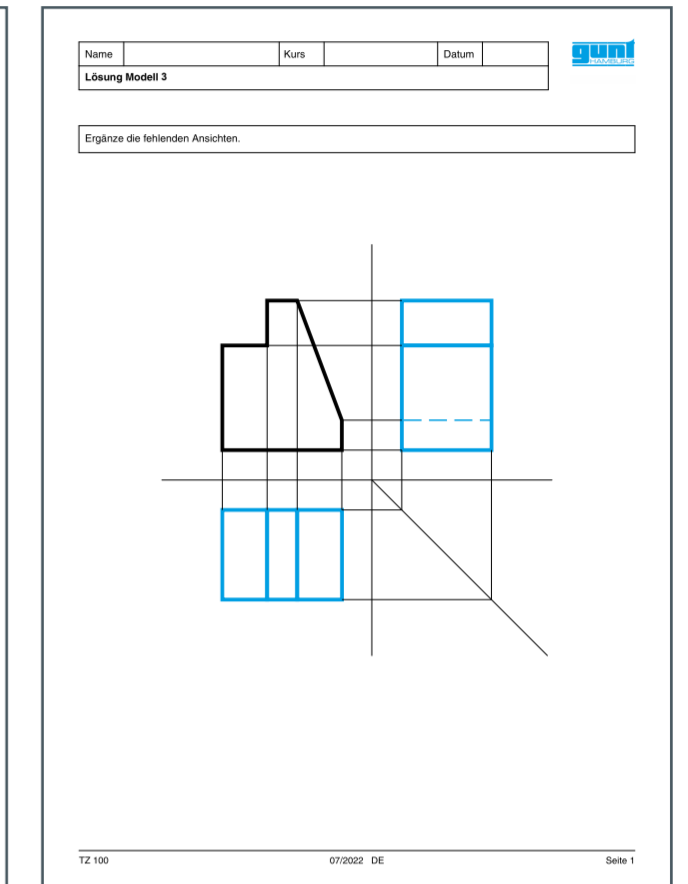 Name Kurs Datum
gunt
HAMBURG
Lösung Modell 3
Ergänze die fehlenden Ansichten.
TZ 100 07/2022 DE Seite 1